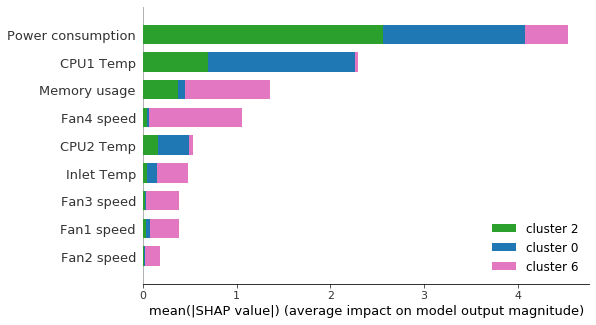 Power consumption
CPU1 Temp
Memory usage
Fan4 speed
CPU2 Temp
Inlet Temp
Fan3 speed
Fan1 speed
Fan2 speed
cluster 2
cluster 0
cluster 6
0 1 2 3 4
mean(|SHAP value|) (average impact on model output magnitude)